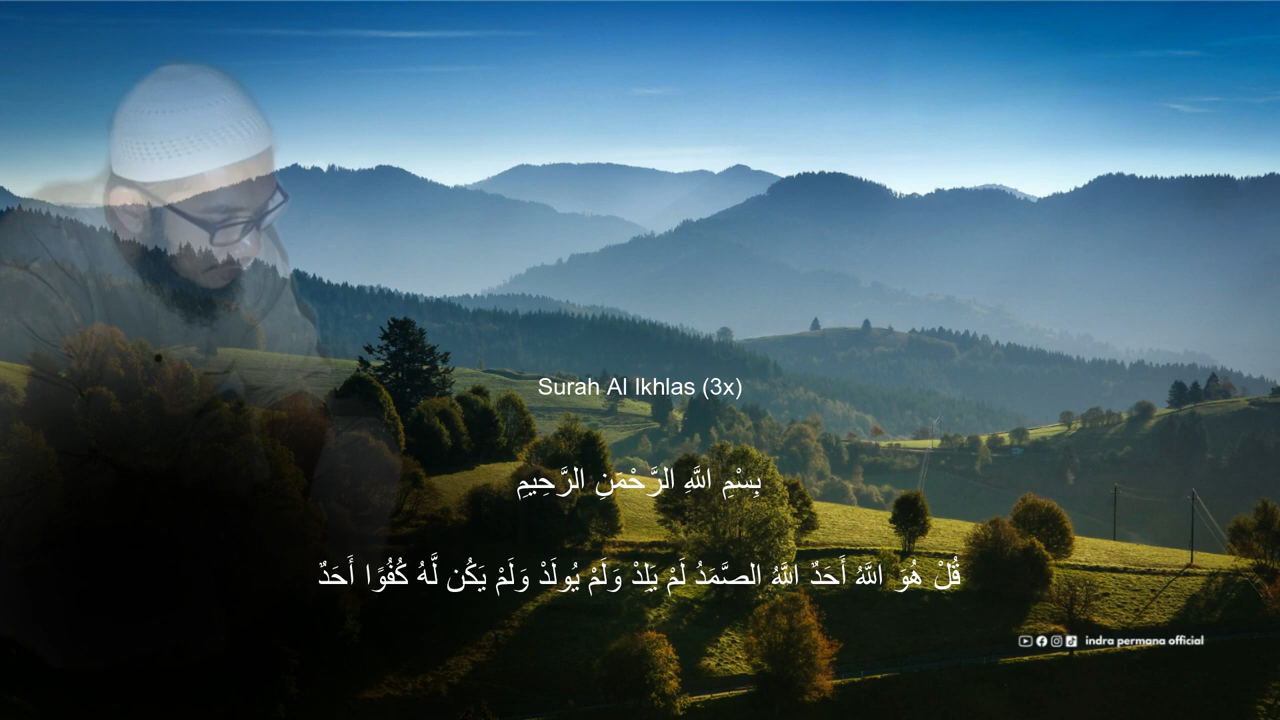 Surah Al Ikhlas (3x)
بِسْمِ اللَّهِ الرَّحْمَنِ الرَّحِيمِ
قُلْ هُوَ اللَّهُ أَحَدٌ اللَّهُ الصَّمَدُ لَمْ يَلِدْ وَلَمْ يُولَدْ وَلَمْ يَكُن لَّهُ كُفُوًا أَحَدٌ
indra permana official